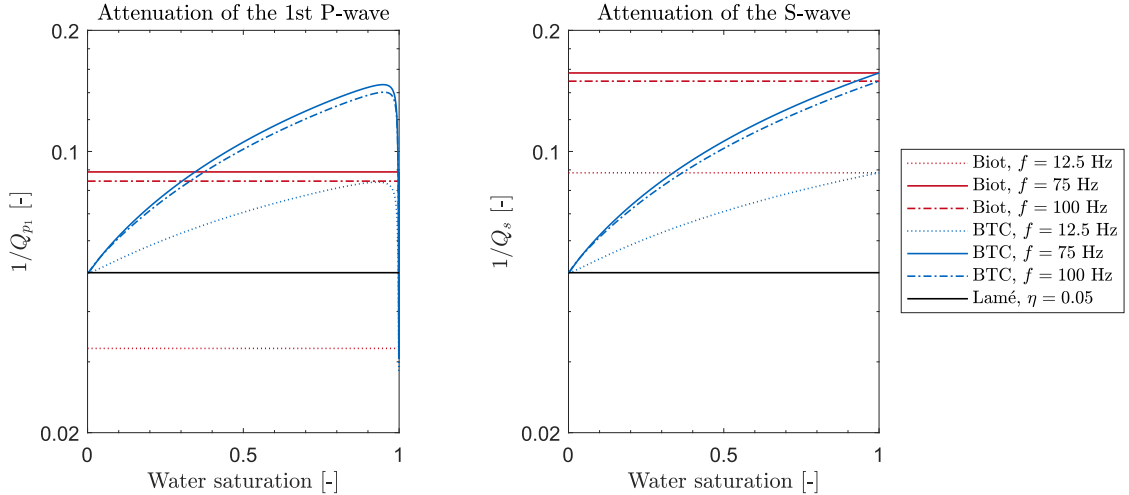 Attenuation of the 1st P-wave
0.2
0.1
0.02
1/Qp1 [-]
0
0.5
1
Water saturation [-]
Attenuation of the S-wave
0.2
0.1
0.02
1/Qs [-]
0
0.5
1
Water saturation [-]
Biot, f = 12.5 Hz
Biot, f = 75 Hz
Biot, f = 100 Hz
BTC, f = 12.5 Hz
BTC, f = 75 Hz
BTC, f = 100 Hz
Lamé, η = 0.05